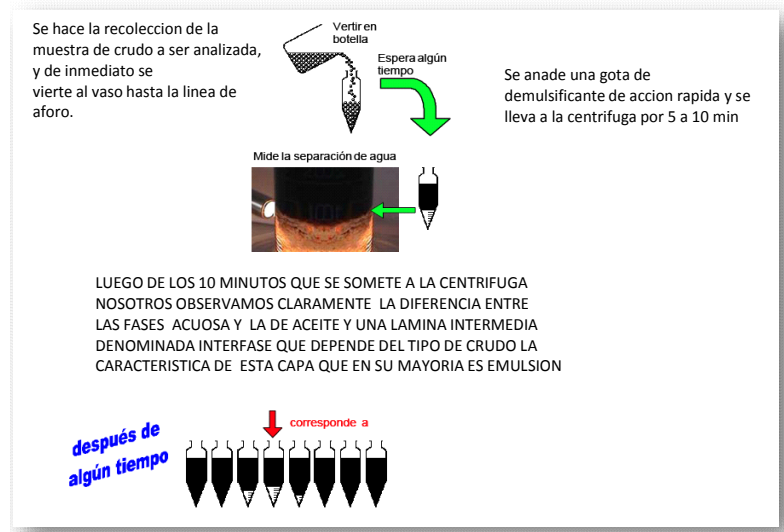 Se hace la recoleccion de la
muestra de crudo a ser analizada,
y de inmediato se
vierte al vaso hasta la linea de
aforo.
Vertir en
botella
Espera algún
tiempo
Se anade una gota de
demulsificante de accion rapida y se
lleva a la centrifuga por 5 a 10 min
Mide la separación de agua
LUEGO DE LOS 10 MINUTOS QUE SE SOMETE A LA CENTRIFUGA
NOSOTROS OBSERVAMOS CLARAMENTE LA DIFERENCIA ENTRE
LAS FASES ACUOSA Y LA DE ACEITE Y UNA LAMINA INTERMEDIA
DENOMINADA INTERFASE QUE DEPENDE DEL TIPO DE CRUDO LA
CARACTERISTICA DE ESTA CAPA QUE EN SU MAYORIA ES EMULSION
después de
algún tiempo
corresponde a